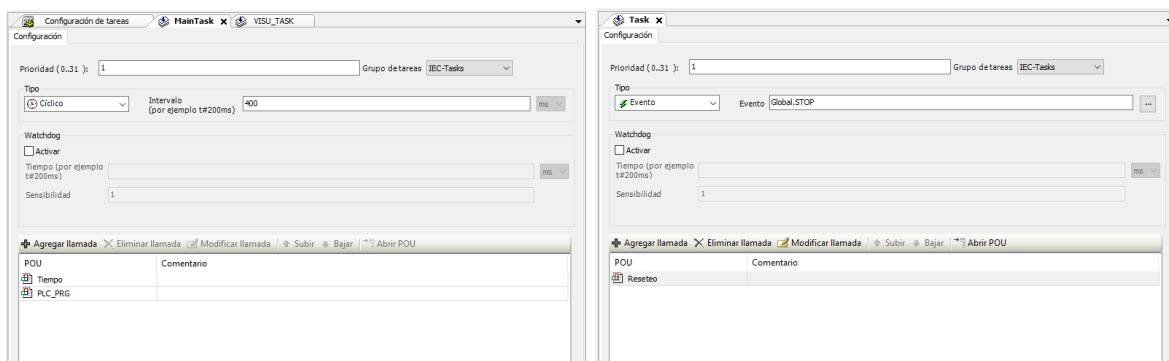 Configuración de tareas MainTask VISU_TASK
Configuración
Prioridad ( 0..31 ): 1 Grupo de tareas IEC-Tasks
Tipo
Cíclico Intervalo (por ejemplo t#200ms) 400 ms
Watchdog
Activar
Tiempo (por ejemplo t#200ms) ms
Sensibilidad 1
Agregar llamada Eliminar llamada Modificar llamada Subir Bajar Abrir POU
POU Comentario
Tiempo
PLC_PRG
Task
Configuración
Prioridad ( 0..31 ): 1 Grupo de tareas IEC-Tasks
Tipo
Evento Evento Global.STOP ...
Watchdog
Activar
Tiempo (por ejemplo t#200ms) ms
Sensibilidad 1
Agregar llamada Eliminar llamada Modificar llamada Subir Bajar Abrir POU
POU Comentario
Reseteo